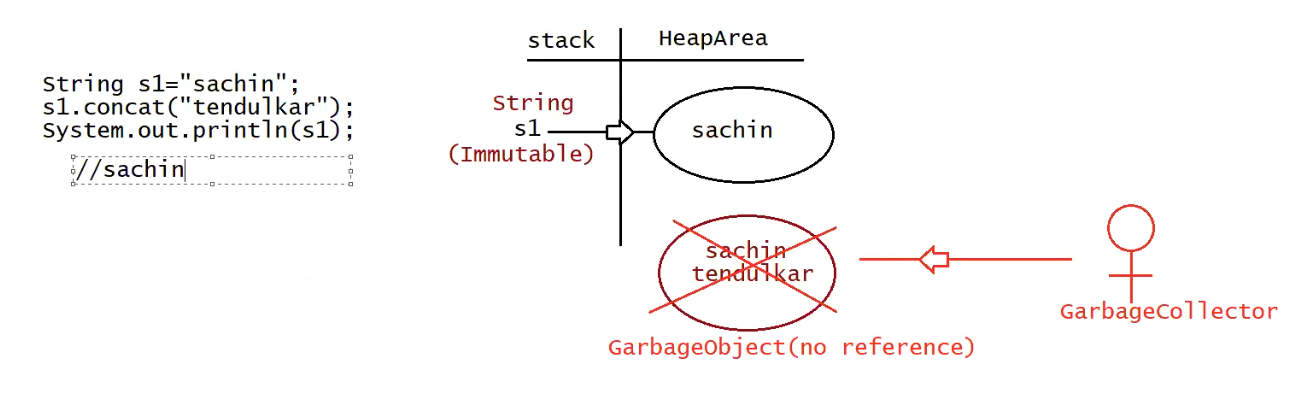 String s1="sachin";
s1.concat("tendulkar");
System.out.println(s1);
//sachin
stack
HeapArea
String
s1
(Immutable)
sachin
sachin
tendulkar
GarbageObject(no reference)
GarbageCollector